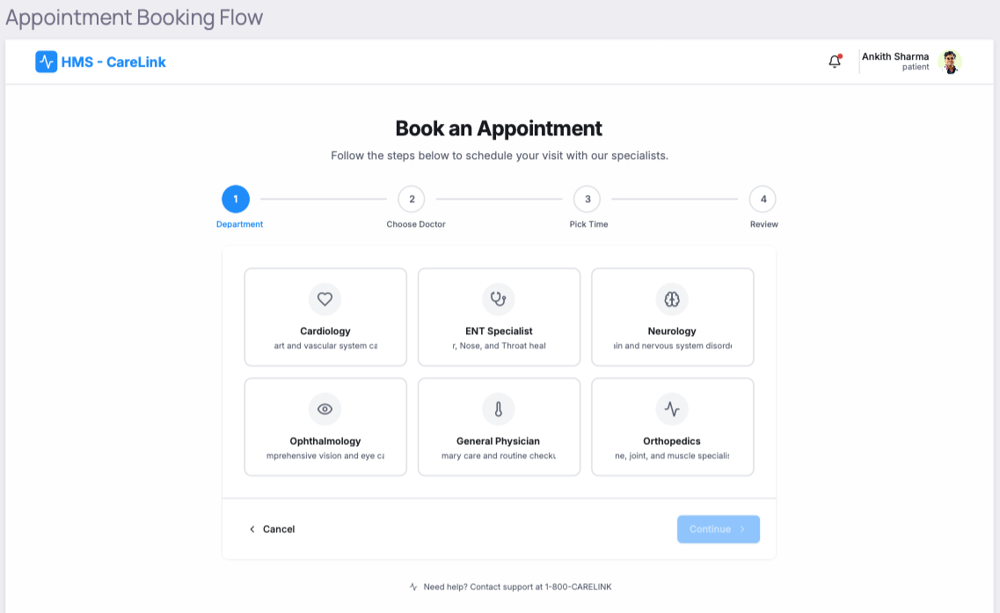 Appointment Booking Flow
HMS - CareLink
Ankith Sharma
patient
Book an Appointment
Follow the steps below to schedule your visit with our specialists.
1
2
3
4
Department
Choose Doctor
Pick Time
Review
Cardiology
ENT Specialist
Neurology
art and vascular system ca
r, Nose, and Throat heal
in and nervous system disorde
Ophthalmology
General Physician
Orthopedics
mprehensive vision and eye ca
mary care and routine checku
ne, joint, and muscle specialis
Cancel
Continue
Need help? Contact support at 1-800-CARELINK